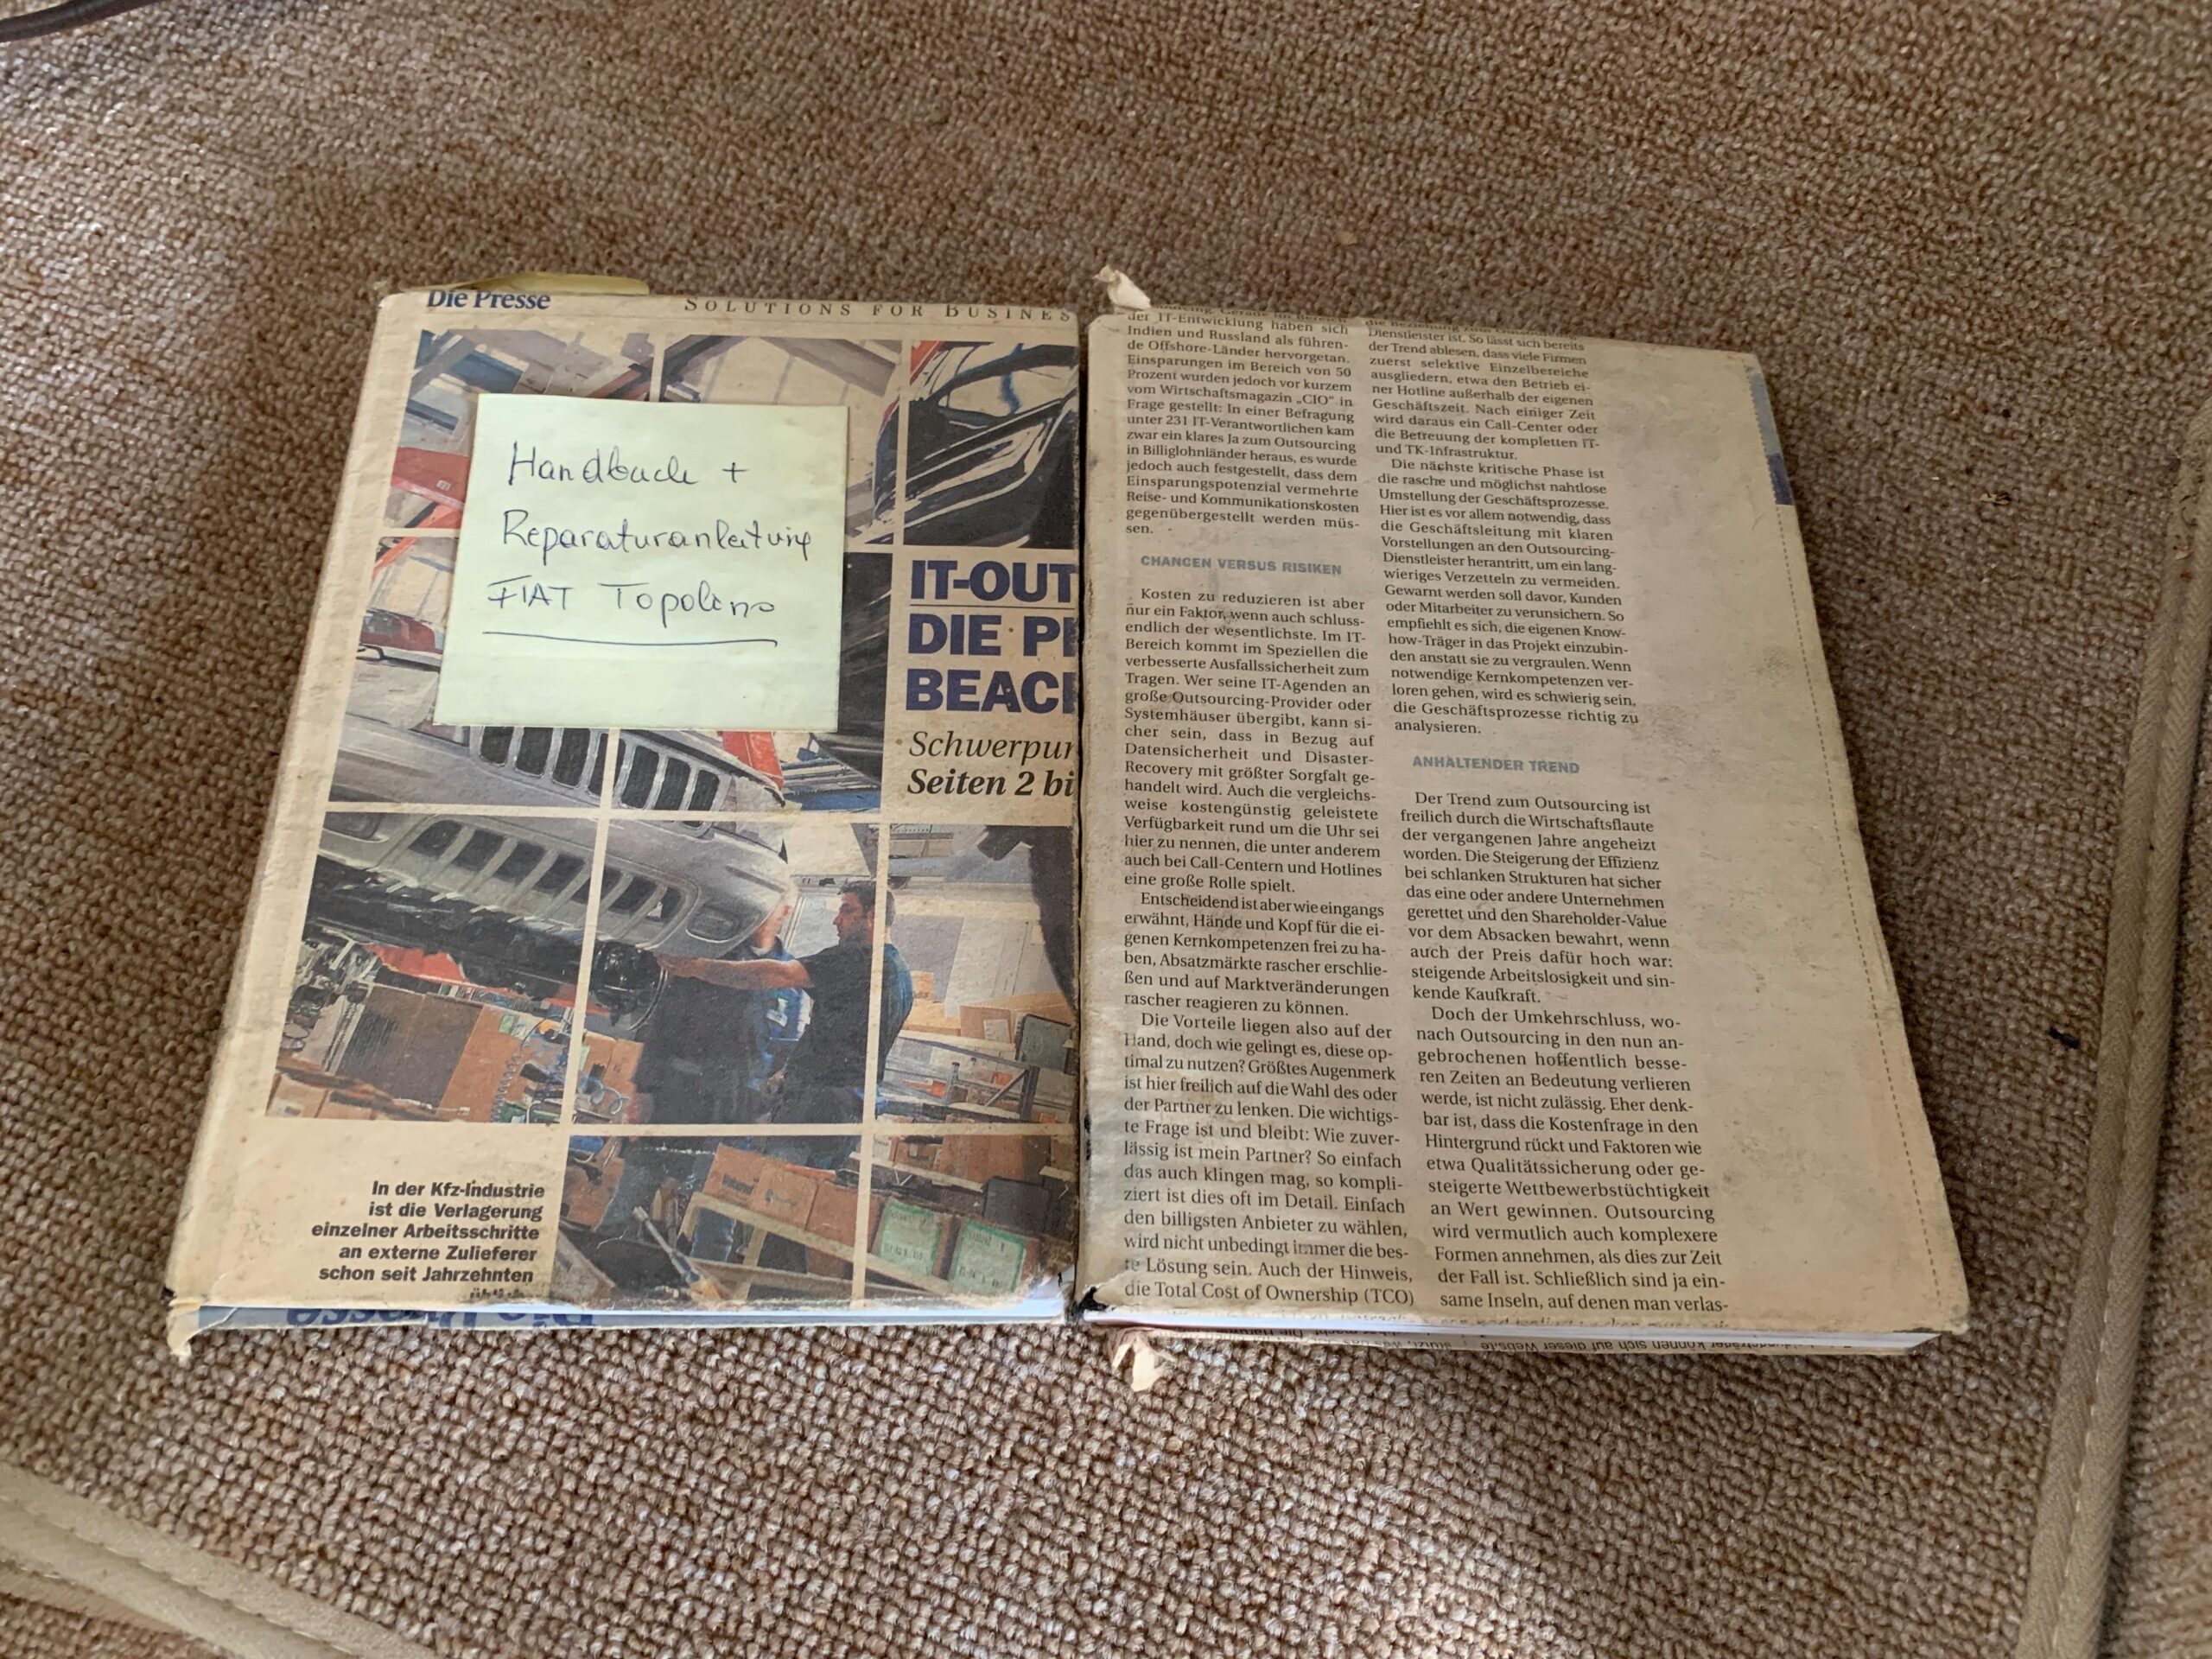 Die Presse
SOLUTIONS FOR BUSINES
Handbuch +
Reparaturanleitung
FIAT Topolino
IT-OUT
DIE P
BEAC
Schwerpun
Seiten 2 bi
In der Kfz-Industrie
ist die Verlagerung
einzelner Arbeitsschritte
an externe Zulieferer
schon seit Jahrzehnten
Die Presse
der IT-Entwicklung haben sich
Indien und Russland als führen-
de Offshore-Länder hervorgetan.
Einsparungen im Bereich von 50
Prozent wurden jedoch vor kurzem
vom Wirtschaftsmagazin „CIO" in
Frage gestellt: In einer Befragung
unter 231 IT-Verantwortlichen kam
zwar ein klares Ja zum Outsourcing
in Billiglohnländer heraus, es wurde
jedoch auch festgestellt, dass dem
Einsparungspotenzial vermehrte
Reise- und Kommunikationskosten
gegenübergestellt werden müs-
sen.
CHANCEN VERSUS RISIKEN
Kosten zu reduzieren ist aber
nur ein Faktor, wenn auch schluss-
endlich der wesentlichste. Im IT-
Bereich kommt im Speziellen die
verbesserte Ausfallssicherheit zum
Tragen. Wer seine IT-Agenden an
große Outsourcing-Provider oder
Systemhäuser übergibt, kann si-
cher sein, dass in Bezug auf
Datensicherheit und Disaster-
Recovery mit größter Sorgfalt ge-
handelt wird. Auch die vergleichs-
weise kostengünstig geleistete
Verfügbarkeit rund um die Uhr sei
hier zu nennen, die unter anderem
auch bei Call-Centern und Hotlines
eine große Rolle spielt.
Entscheidend ist aber wie eingangs
erwähnt, Hände und Kopf für die ei-
genen Kernkompetenzen frei zu ha-
ben, Absatzmärkte rascher erschlie-
ßen und auf Marktveränderungen
rascher reagieren zu können.
Die Vorteile liegen also auf der
Hand, doch wie gelingt es, diese op-
timal zu nutzen? Größtes Augenmerk
ist hier freilich auf die Wahl des oder
der Partner zu lenken. Die wichtigs-
te Frage ist und bleibt: Wie zuver-
lässig ist mein Partner? So einfach
das auch klingen mag, so kompli-
ziert ist dies oft im Detail. Einfach
den billigsten Anbieter zu wählen,
wird nicht unbedingt immer die bes-
te Lösung sein. Auch der Hinweis,
die Total Cost of Ownership (TCO)
Dienstleister ist. So lässt sich bereits
der Trend ablesen, dass viele Firmen
zuerst selektive Einzelbereiche
ausgliedern, etwa den Betrieb ei-
ner Hotline außerhalb der eigenen
Geschäftszeit. Nach einiger Zeit
wird daraus ein Call-Center oder
die Betreuung der kompletten IT-
und TK-Infrastruktur.
Die nächste kritische Phase ist
die rasche und möglichst nahtlose
Umstellung der Geschäftsprozesse.
Hier ist es vor allem notwendig, dass
die Geschäftsleitung mit klaren
Vorstellungen an den Outsourcing-
Dienstleister herantritt, um ein lang-
wieriges Verzetteln zu vermeiden.
Gewarnt werden soll davor, Kunden
oder Mitarbeiter zu verunsichern. So
empfiehlt es sich, die eigenen Know-
how-Träger in das Projekt einzubin-
den anstatt sie zu vergraulen. Wenn
notwendige Kernkompetenzen ver-
loren gehen, wird es schwierig sein,
die Geschäftsprozesse richtig zu
analysieren.
ANHALTENDER TREND
Der Trend zum Outsourcing ist
freilich durch die Wirtschaftsflaute
der vergangenen Jahre angeheizt
worden. Die Steigerung der Effizienz
bei schlanken Strukturen hat sicher
das eine oder andere Unternehmen
gerettet und den Shareholder-Value
vor dem Absacken bewahrt, wenn
auch der Preis dafür hoch war:
steigende Arbeitslosigkeit und sin-
kende Kaufkraft.
Doch der Umkehrschluss, wo-
nach Outsourcing in den nun an-
gebrochenen hoffentlich besse-
ren Zeiten an Bedeutung verlieren
werde, ist nicht zulässig. Eher denk-
bar ist, dass die Kostenfrage in den
Hintergrund rückt und Faktoren wie
etwa Qualitätssicherung oder ge-
steigerte Wettbewerbstüchtigkeit
an Wert gewinnen. Outsourcing
wird vermutlich auch komplexere
Formen annehmen, als dies zur Zeit
der Fall ist. Schließlich sind ja ein-
same Inseln, auf denen man verlas-
können sich auf dieser Website